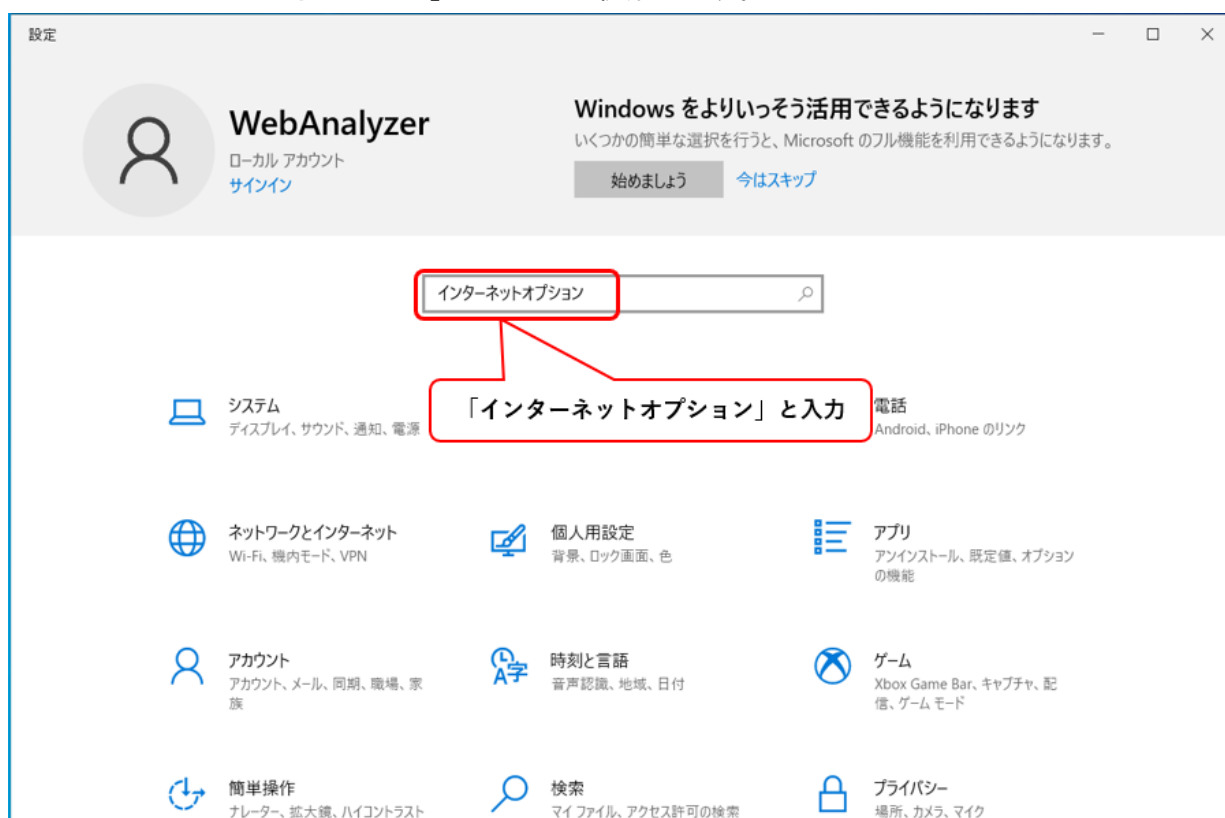 設定
WebAnalyzer
ローカル アカウント
サインイン
Windows をよりいっそう活用できるようになります
いくつかの簡単な選択を行うと、Microsoft のフル機能を利用できるようになります。
始めましょう
今はスキップ
インターネットオプション
「インターネットオプション」と入力
システム
ディスプレイ、サウンド、通知、電源
電話
Android、iPhone のリンク
ネットワークとインターネット
Wi-Fi、機内モード、VPN
個人用設定
背景、ロック画面、色
アプリ
アンインストール、既定値、オプション
の機能
アカウント
アカウント、メール、同期、職場、家
族
時刻と言語
音声認識、地域、日付
ゲーム
Xbox Game Bar、キャプチャ、配
信、ゲーム モード
簡単操作
ナレーター、拡大鏡、ハイコントラスト
検索
マイ ファイル、アクセス許可の検索
プライバシー
場所、カメラ、マイク